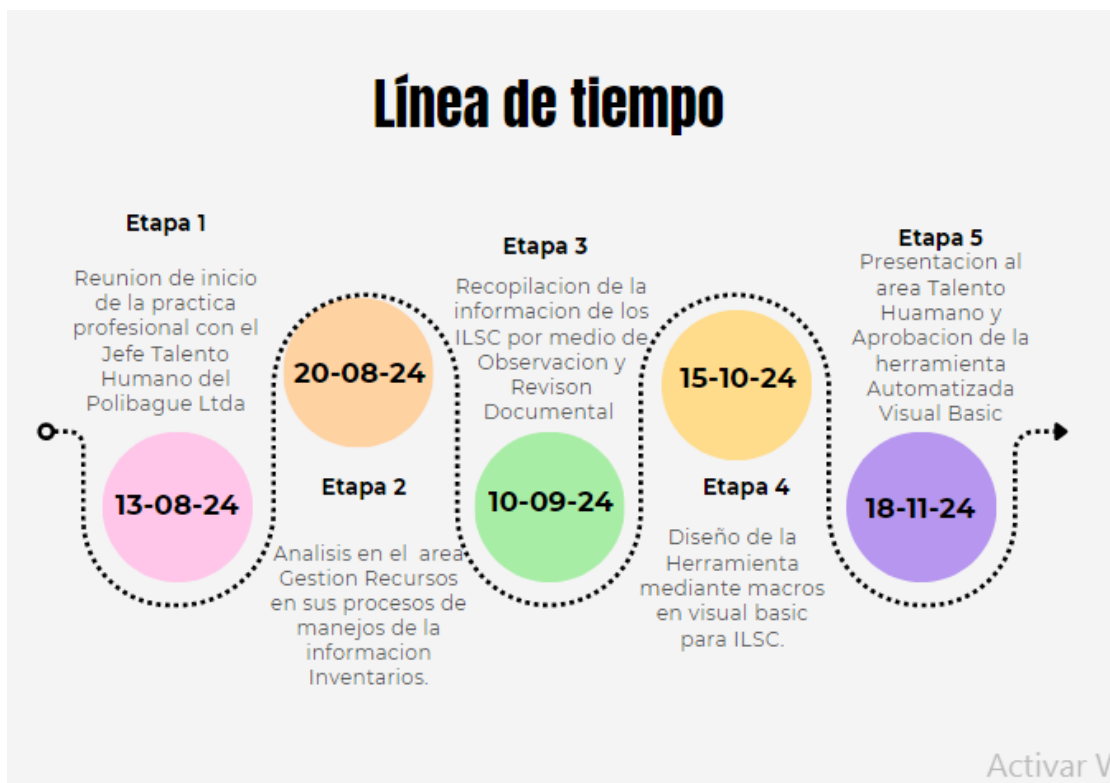 Línea de tiempo
Etapa 1
Reunion de inicio
de la practica
profesional con el
Jefe Talento
Humano del
Polibague Ltda
13-08-24
20-08-24
Etapa 2
Analisis en el area
Gestion Recursos
en sus procesos de
manejos de la
informacion
Inventarios.
Etapa 3
Recopilacion de la
informacion de los
ILSC por medio de
Observacion y
Revison
Documental
10-09-24
15-10-24
Etapa 4
Diseño de la
Herramienta
mediante macros
en visual basic
para ILSC.
Etapa 5
Presentacion al
area Talento
Huamano y
Aprobacion de la
herramienta
Automatizada
Visual Basic
18-11-24
Activar